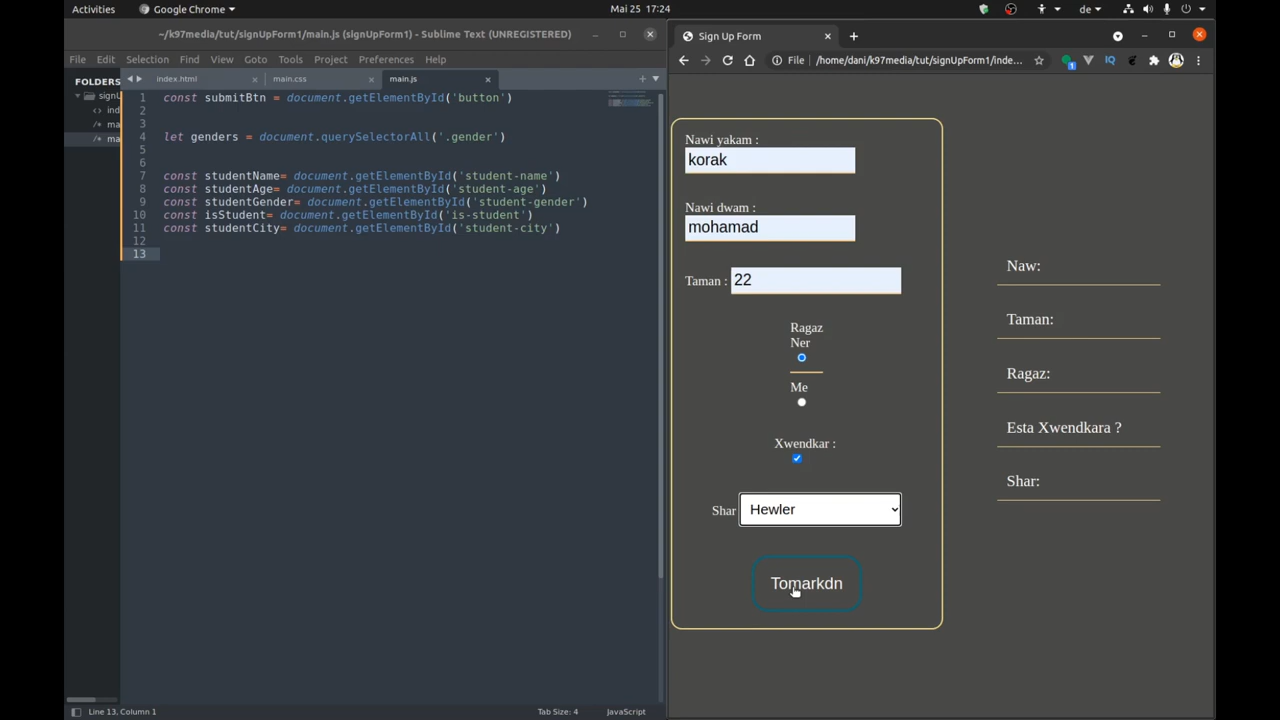 Activities
Google Chrome
Mai 25 17:24
de
~/k97media/tut/signUpForm1/main.js (signUpForm1) - Sublime Text (UNREGISTERED)
File Edit Selection Find View Goto Tools Project Preferences Help
FOLDERS
signU
ind
ma
ma
index.html
main.css
main.js
1 const submitBtn = document.getElementById('button')
2
3
4 let genders = document.querySelectorAll('.gender')
5
6
7 const studentName= document.getElementById('student-name')
8 const studentAge= document.getElementById('student-age')
9 const studentGender= document.getElementById('student-gender')
10 const isStudent= document.getElementById('is-student')
11 const studentCity= document.getElementById('student-city')
12
13
Line 13, Column 1
Tab Size: 4
JavaScript
Sign Up Form
File
/home/dani/k97media/tut/signUpForm1/inde...
1
IQ
Nawi yakam :
korak
Nawi dwam :
mohamad
Taman : 22
Ragaz
Ner
Me
Xwendkar :
Shar Hewler
Tomarkdn
Naw:
Taman:
Ragaz:
Esta Xwendkara ?
Shar: